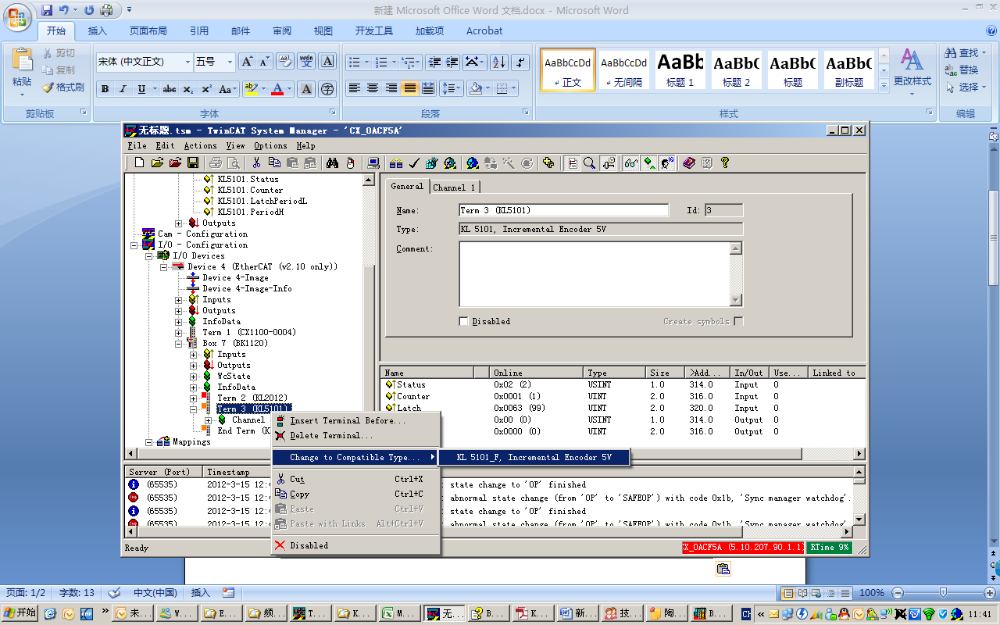 新建 Microsoft Office Word 文档.docx - Microsoft Word
开始 插入 页面布局 引用 邮件 审阅 视图 开发工具 加载项 Acrobat
粘贴 剪切 复制 格式刷
宋体 (中文正文) 五号
AaBbCcDd AaBbCcDd AaBb AaBbC AaBbC AaBbC
正文 无间隔 标题 1 标题 2 标题 副标题
更改样式 查找 替换 选择
剪贴板 字体 段落 样式 编辑
无标题.tsm - TwinCAT System Manager - 'CX_0ACF5A'
File Edit Actions View Options Help
KL5101.Status
KL5101.Counter
KL5101.LatchPeriodL
KL5101.PeriodH
Outputs
Cam - Configuration
I/O - Configuration
I/O Devices
Device 4 (EtherCAT (v2.10 only))
Device 4-Image
Device 4-Image-Info
Inputs
Outputs
InfoData
Term 1 (CX1100-0004)
Box 7 (BK1120)
Inputs
Outputs
WcState
InfoData
Term 2 (KL2012)
Term 3 (KL5101)
Channel
End Term (K
Mappings
General Channel 1
Name: Term 3 (KL5101) Id: 3
Type: KL 5101, Incremental Encoder 5V
Comment:
Disabled Create symbols
Name Online Type Size >Add... In/Out Use... Linked to
Status 0x02 (2) USINT 1.0 314.0 Input 0
Counter 0x0001 (1) UINT 2.0 316.0 Input 0
Latch 0x0063 (99) UINT 2.0 320.0 Input 0
0x00 (0) USINT 1.0 314.0 Output 0
0x0000 (0) UINT 2.0 316.0 Output 0
Insert Terminal Before...
Delete Terminal...
Change to Compatible Type... KL 5101_F, Incremental Encoder 5V
Cut Ctrl+X
Copy Ctrl+C
Paste Ctrl+V
Paste with Links Alt+Ctrl+V
Disabled
Server (Port) Timestamp
(65535) 2012-3-15 12:4 state change to 'OP' finished
(65535) 2012-3-15 12:4 abnormal state change (from 'OP' to 'SAFEOP') with code 0x1b, 'Sync manager watchdog'.
(65535) 2012-3-15 12:4 state change to 'OP' finished
(65535) 2012-3-15 12:4 abnormal state change (from 'OP' to 'SAFEOP') with code 0x1b, 'Sync manager watchdog'
Ready CX_0ACF5A (5.10.207.90.1.1) RTime 9%
页面: 1/2 字数: 13 中文(中国) 插入 100%
开始 未... W... E... 频... T... K... M... 无... B... K... 新... 技... 陶... B... CH 11:41